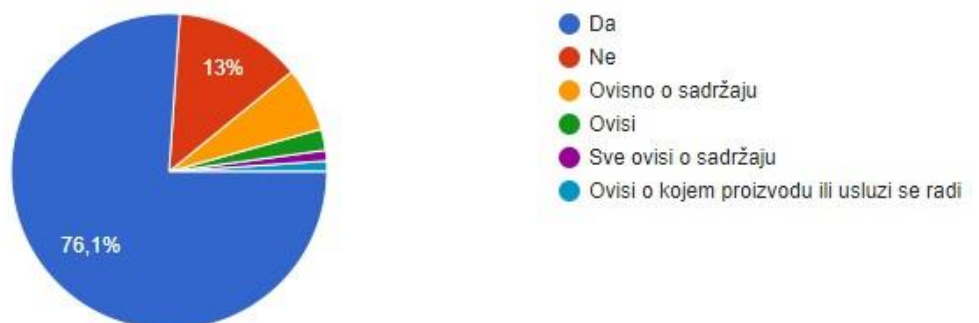 13%
76,1%
Da
Ne
Ovisno o sadržaju
Ovisi
Sve ovisi o sadržaju
Ovisi o kojem proizvodu ili usluzi se radi